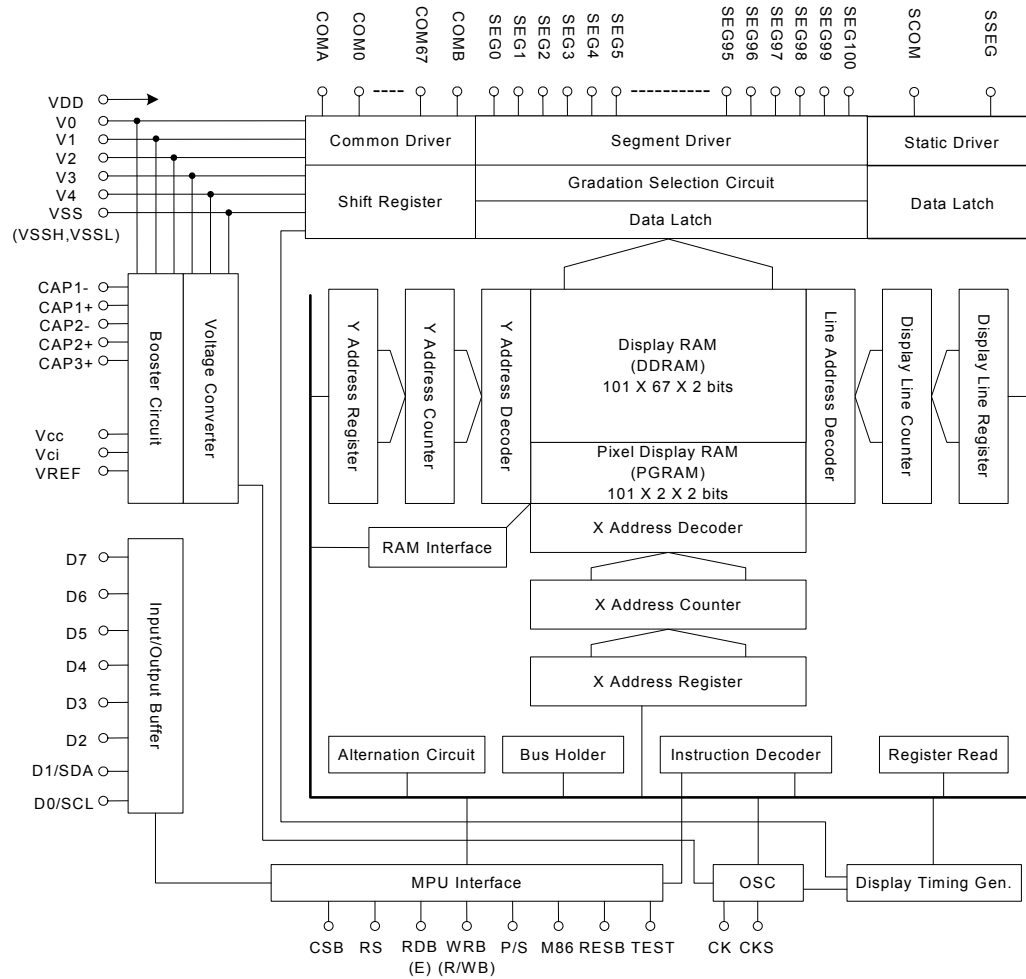 COMA
COM0
COM67
COMB
SEG0
SEG1
SEG2
SEG3
SEG4
SEG5
SEG95
SEG96
SEG97
SEG98
SEG99
SEG100
SCOM
SSEG
VDD
V0
V1
V2
V3
V4
VSS
(VSSH,VSSL)
Common Driver
Segment Driver
Static Driver
Shift Register
Gradation Selection Circuit
Data Latch
Data Latch
CAP1-
CAP1+
CAP2-
CAP2+
CAP3+
Vcc
Vci
VREF
Booster Circuit
Voltage Converter
Y Address Register
Y Address Counter
Y Address Decoder
Display RAM
(DDRAM)
101 X 67 X 2 bits
Pixel Display RAM
(PGRAM)
101 X 2 X 2 bits
Line Address Decoder
Display Line Counter
Display Line Register
RAM Interface
X Address Decoder
X Address Counter
X Address Register
D7
D6
D5
D4
D3
D2
D1/SDA
D0/SCL
Input/Output Buffer
Alternation Circuit
Bus Holder
Instruction Decoder
Register Read
MPU Interface
OSC
Display Timing Gen.
CSB
RS
RDB
(E)
WRB
(R/WB)
P/S
M86
RESB
TEST
CK
CKS